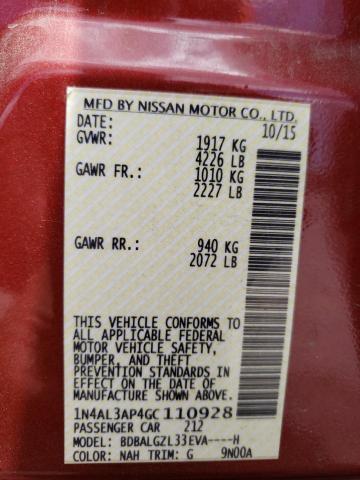 MFD BY NISSAN MOTOR CO., LTD.
DATE: 10/15
GVWR: 1917 KG
4226 LB
GAWR FR.: 1010 KG
2227 LB
GAWR RR.: 940 KG
2072 LB
THIS VEHICLE CONFORMS TO
ALL APPLICABLE FEDERAL
MOTOR VEHICLE SAFETY,
BUMPER, AND THEFT
PREVENTION STANDARDS
IN EFFECT ON THE DATE OF
MANUFACTURE SHOWN ABOVE.
1N4AL3AP4GC110928
PASSENGER CAR 212
MODEL: BDBALGZL33EVA----H
COLOR: NAH TRIM: G 9N00A